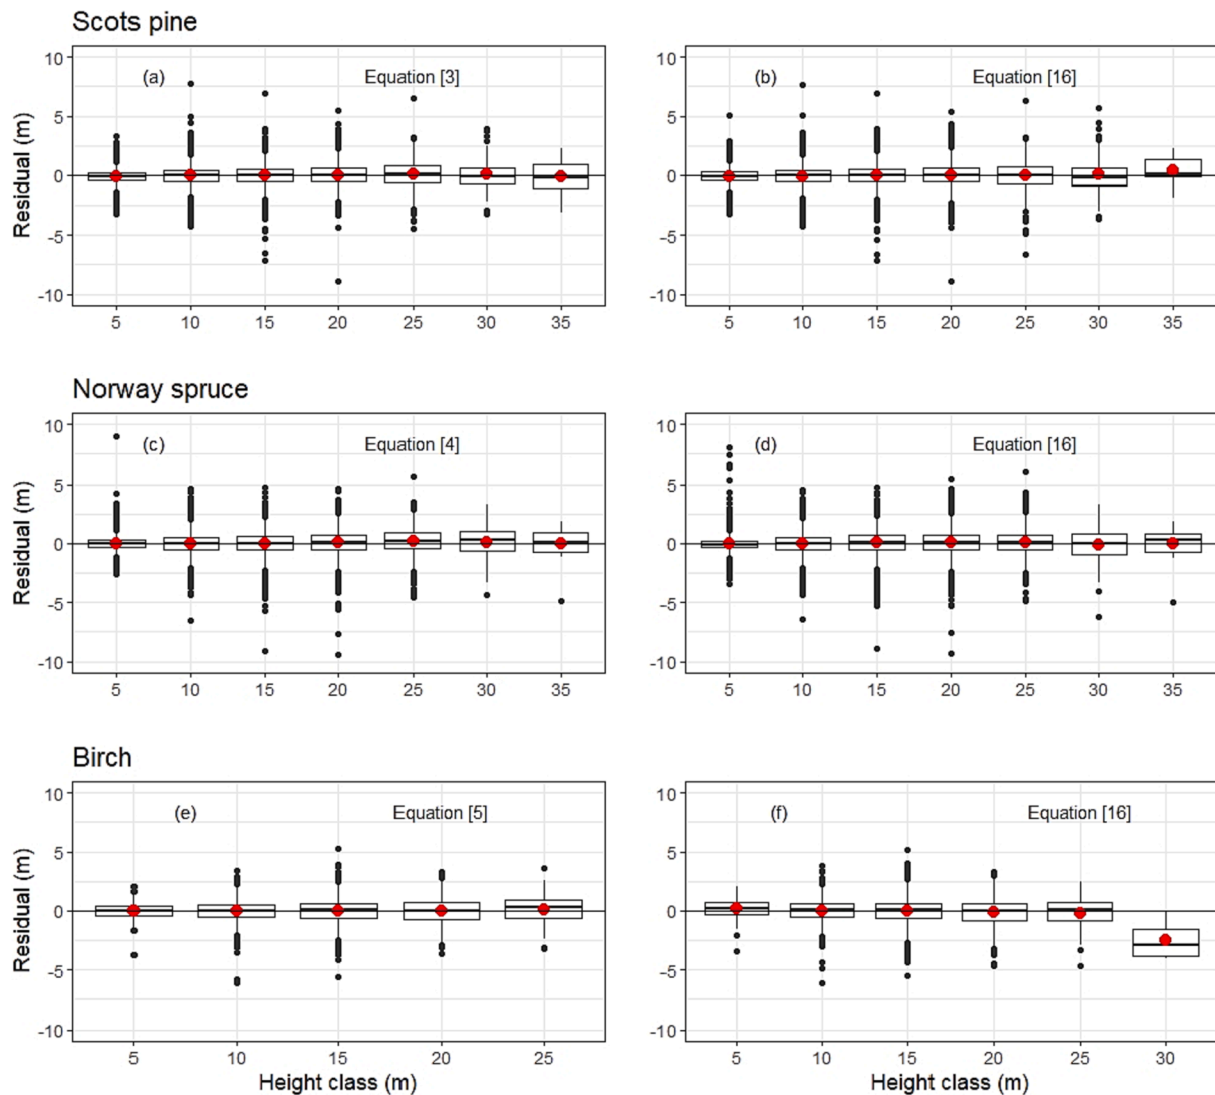 Scots pine
(a) Equation [3]
(b) Equation [16]
Residual (m)
10
5
0
-5
-10
5 10 15 20 25 30 35
10
5
0
-5
-10
5 10 15 20 25 30 35
Norway spruce
(c) Equation [4]
(d) Equation [16]
Residual (m)
10
5
0
-5
-10
5 10 15 20 25 30 35
10
5
0
-5
-10
5 10 15 20 25 30 35
Birch
(e) Equation [5]
(f) Equation [16]
Residual (m)
10
5
0
-5
-10
5 10 15 20 25
10
5
0
-5
-10
5 10 15 20 25 30
Height class (m)
Height class (m)